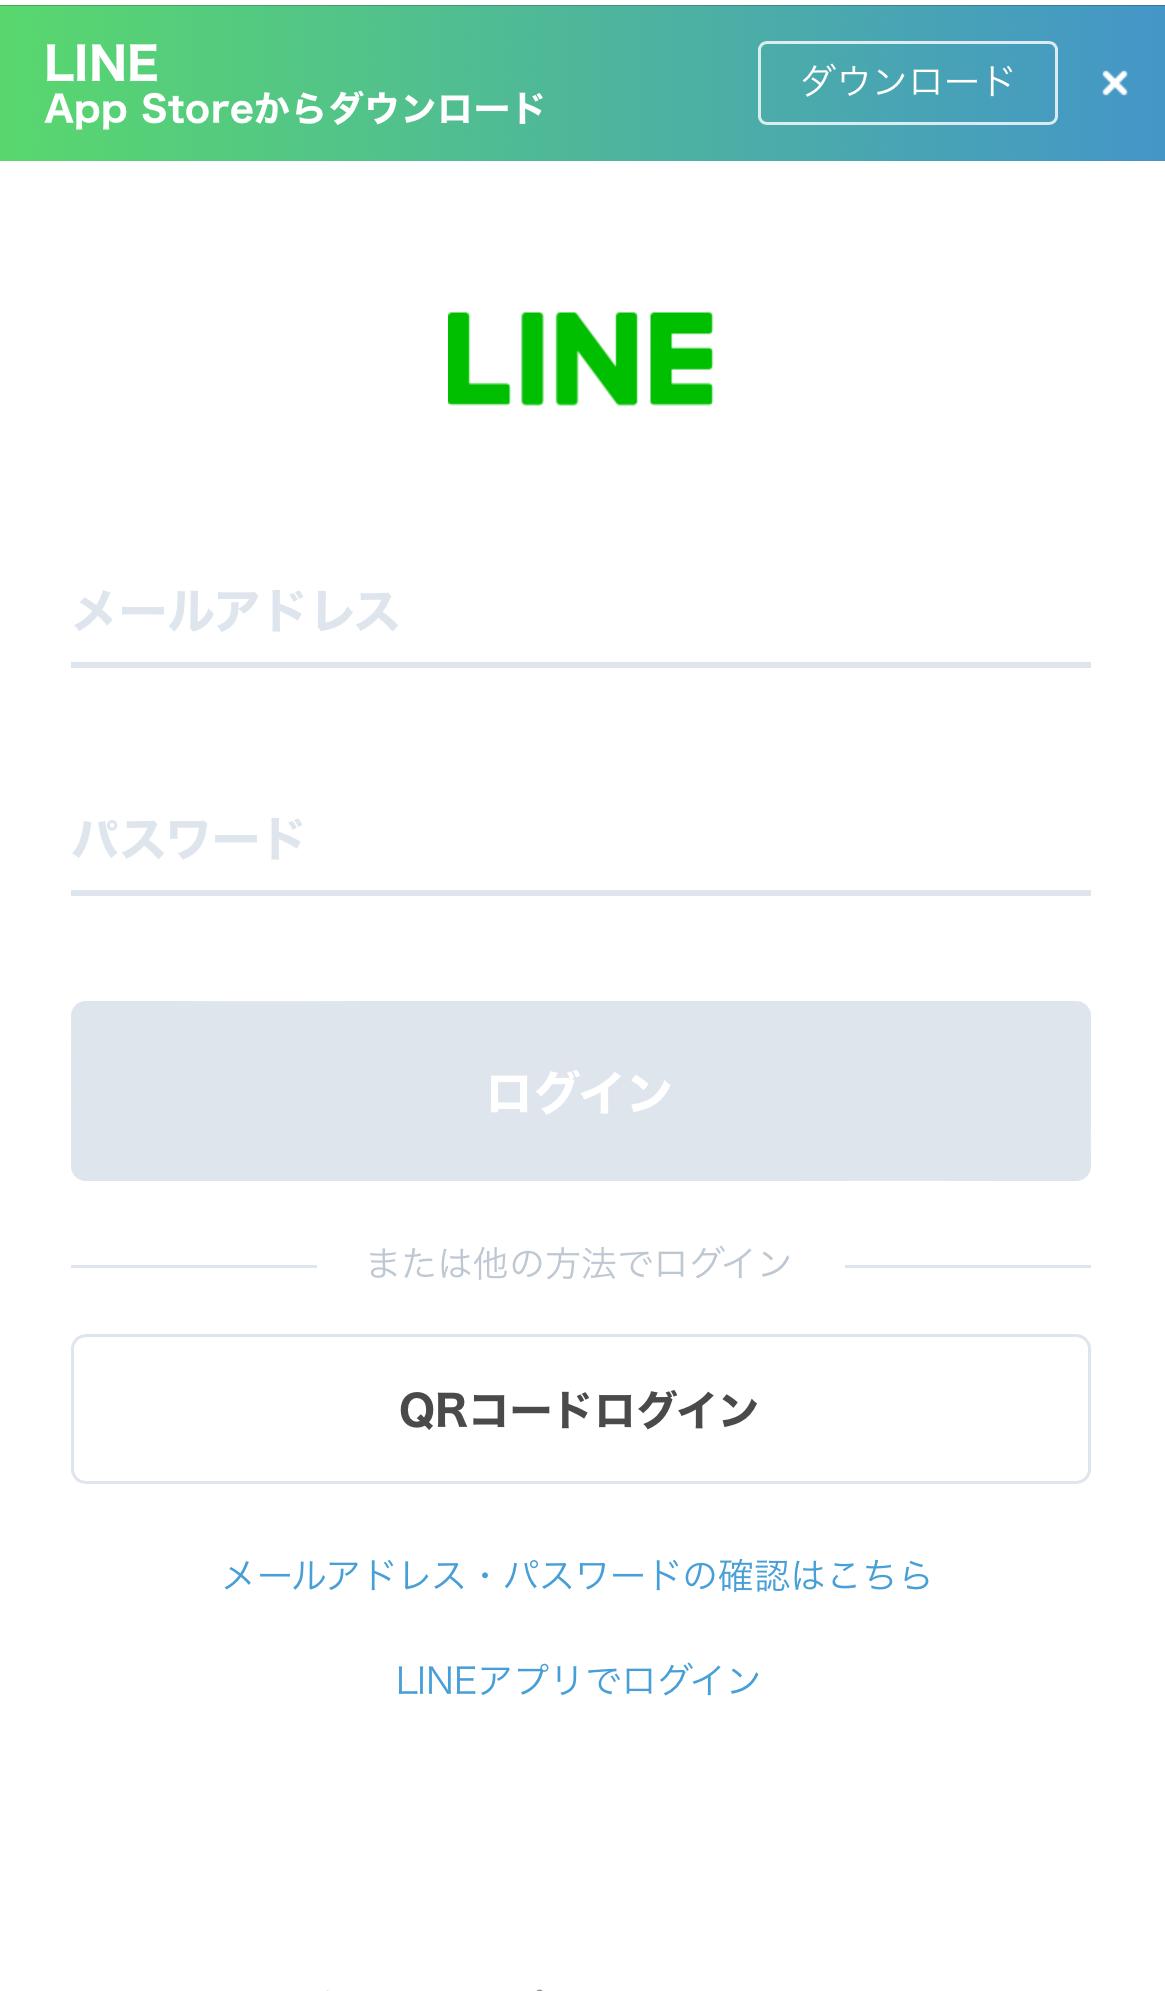 LINE
App Storeからダウンロード
ダウンロード
LINE
メールアドレス
パスワード
ログイン
または他の方法でログイン
QRコードログイン
メールアドレス・パスワードの確認はこちら
LINEアプリでログイン